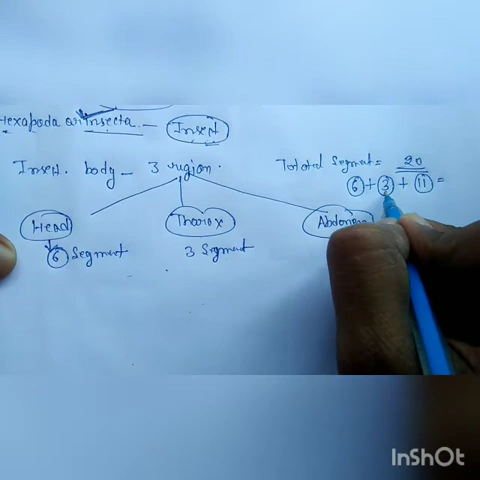 Hexapoda or insecta - Insect
Insect. body - 3 region.
Tototal Segment = 20
6 + 3 + 11 =
Head Thorax Abdomen
6 Segment 3 Segment
InShOt